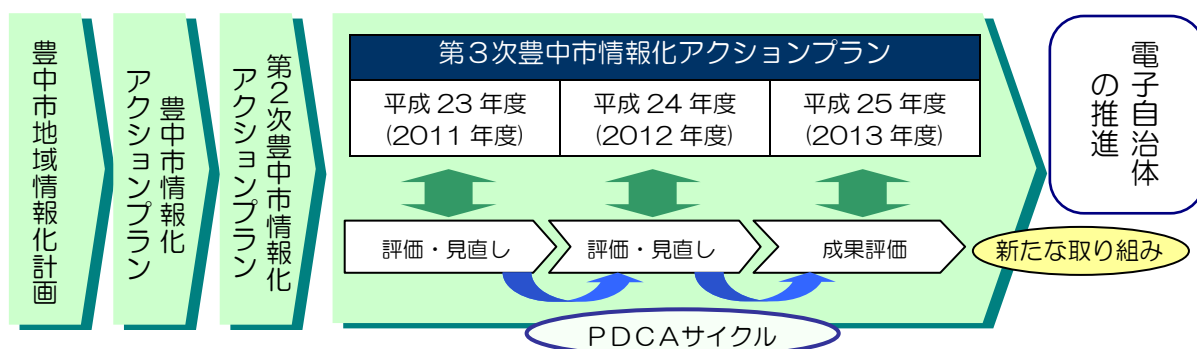 豊中市地域情報化計画
豊中市情報化
アクションプラン
第2次豊中市情報化
アクションプラン
第3次豊中市情報化アクションプラン
平成 23 年度
(2011 年度)
平成 24 年度
(2012 年度)
平成 25 年度
(2013 年度)
評価・見直し
評価・見直し
成果評価
PDCAサイクル
電子自治体
の推進
新たな取り組み